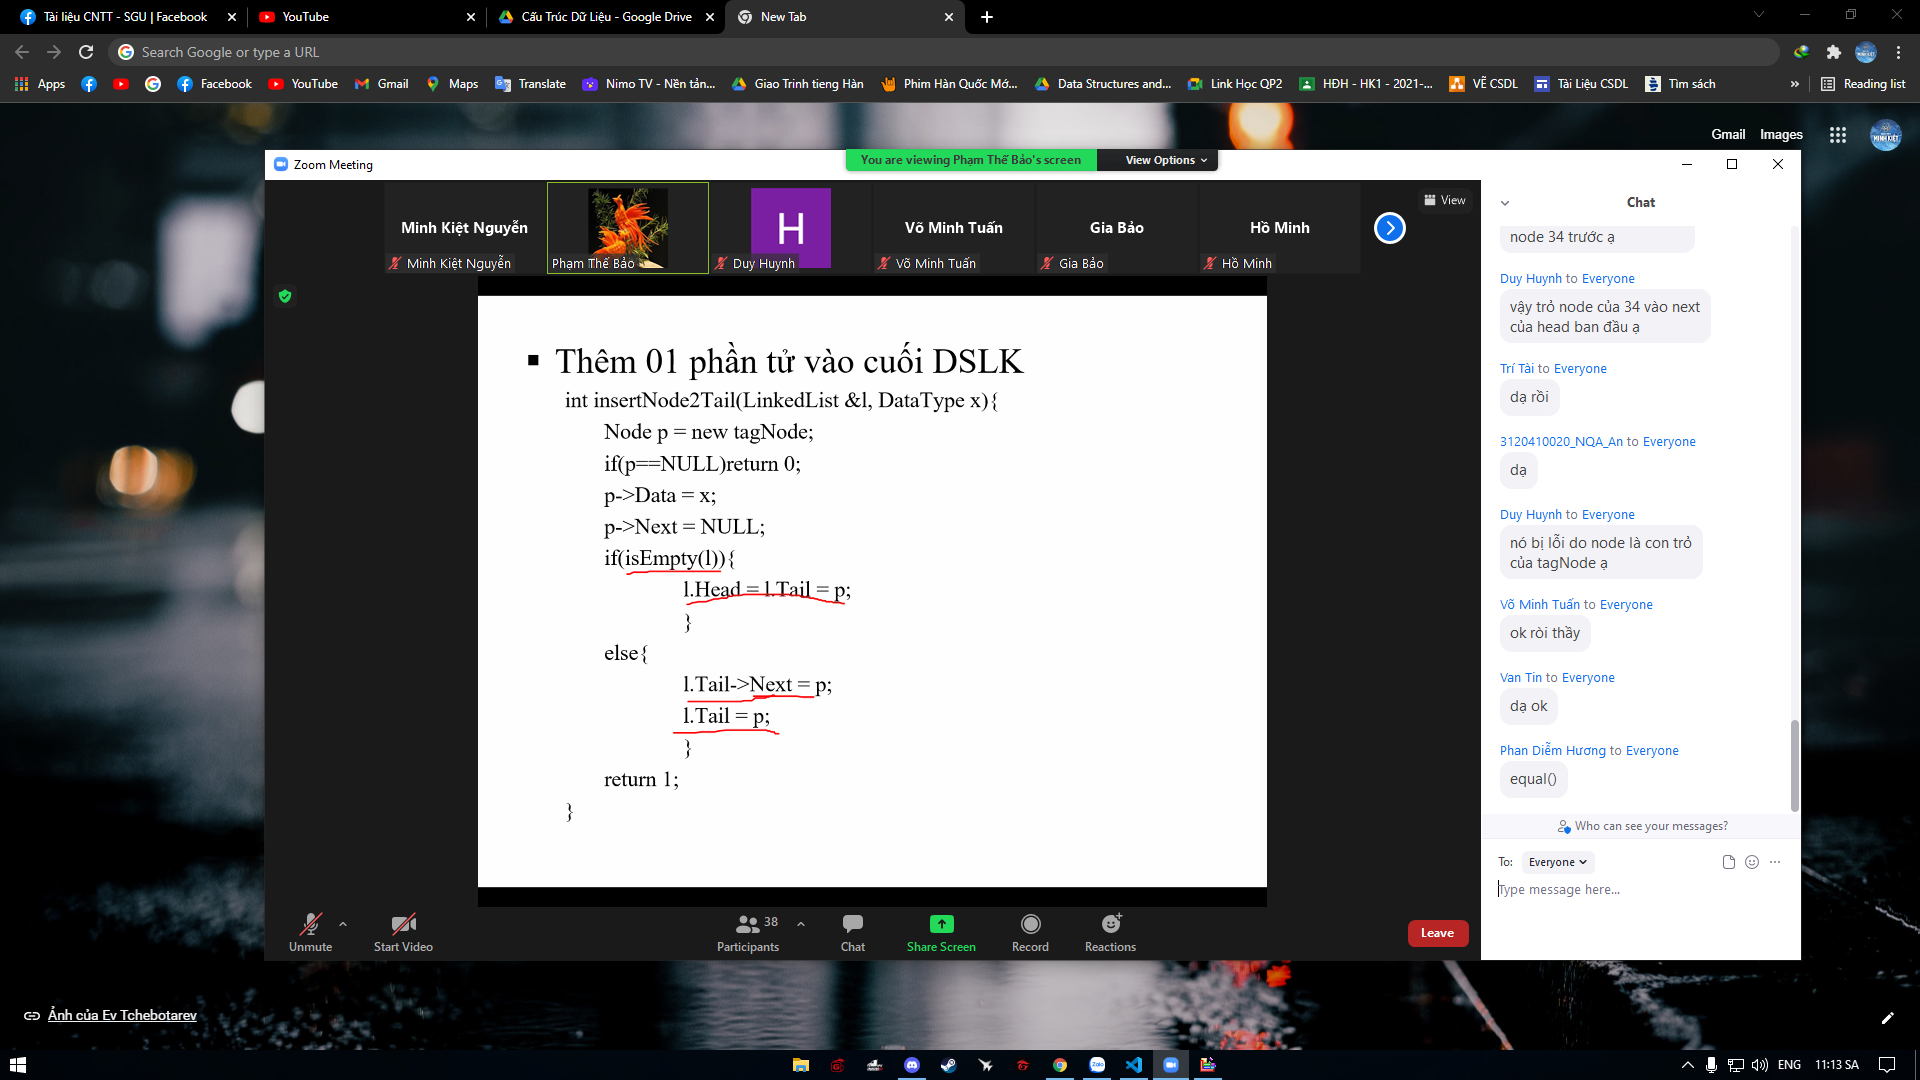 Tài liệu CNTT - SGU | Facebook
YouTube
Cấu Trúc Dữ Liệu - Google Drive
New Tab
Search Google or type a URL
Apps
Facebook
YouTube
Gmail
Maps
Translate
Nimo TV - Nền tản...
Giao Trinh tieng Hàn
Phim Hàn Quốc Mớ...
Data Structures and...
Link Học QP2
HĐH - HK1 - 2021-...
VẼ CSDL
Tài Liệu CSDL
Tìm sách
»
Reading list
Gmail
Images
MINH KIỆT
Zoom Meeting
You are viewing Phạm Thế Bảo's screen
View Options
View
Minh Kiệt Nguyễn
H
Võ Minh Tuấn
Gia Bảo
Hồ Minh
Minh Kiệt Nguyễn
Phạm Thế Bảo
Duy Huynh
Võ Minh Tuấn
Gia Bảo
Hồ Minh
Thêm 01 phần tử vào cuối DSLK
int insertNode2Tail(LinkedList &l, DataType x){
Node p = new tagNode;
if(p==NULL)return 0;
p->Data = x;
p->Next = NULL;
if(isEmpty(l)){
l.Head = l.Tail = p;
}
else{
l.Tail->Next = p;
l.Tail = p;
}
return 1;
}
Chat
node 34 trước ạ
Duy Huynh to Everyone
vậy trỏ node của 34 vào next
của head ban đầu ạ
Trí Tài to Everyone
dạ rồi
3120410020_NQA_An to Everyone
dạ
Duy Huynh to Everyone
nó bị lỗi do node là con trỏ
của tagNode ạ
Võ Minh Tuấn to Everyone
ok ròi thầy
Van Tin to Everyone
dạ ok
Phan Diễm Hương to Everyone
equal()
Who can see your messages?
To:
Everyone
Type message here...
Unmute
Start Video
38
Participants
Chat
Share Screen
Record
Reactions
Leave
Ảnh của Ev Tchebotarev
Zalo
ENG
11:13 SA